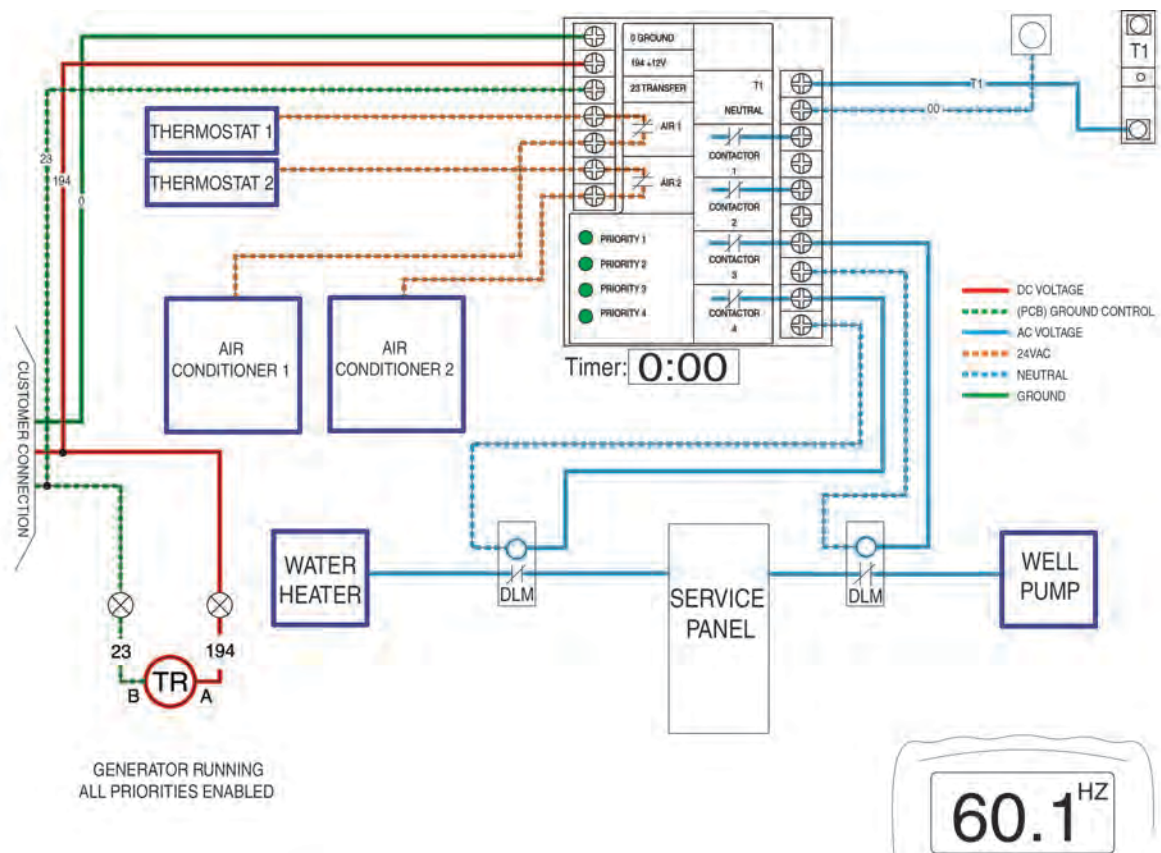 0 GROUND
194 +12V
23 TRANSFER
T1
NEUTRAL
AIR 1
CONTACTOR
1
AIR 2
CONTACTOR
2
CONTACTOR
3
CONTACTOR
4
PRIORITY 1
PRIORITY 2
PRIORITY 3
PRIORITY 4
Timer: 0:00
T1
00
T1
THERMOSTAT 1
THERMOSTAT 2
23
194
0
AIR
CONDITIONER 1
AIR
CONDITIONER 2
DC VOLTAGE
(PCB) GROUND CONTROL
AC VOLTAGE
24VAC
NEUTRAL
GROUND
CUSTOMER CONNECTION
WATER
HEATER
DLM
SERVICE
PANEL
DLM
WELL
PUMP
23
194
B
TR
A
GENERATOR RUNNING
ALL PRIORITIES ENABLED
60.1 HZ